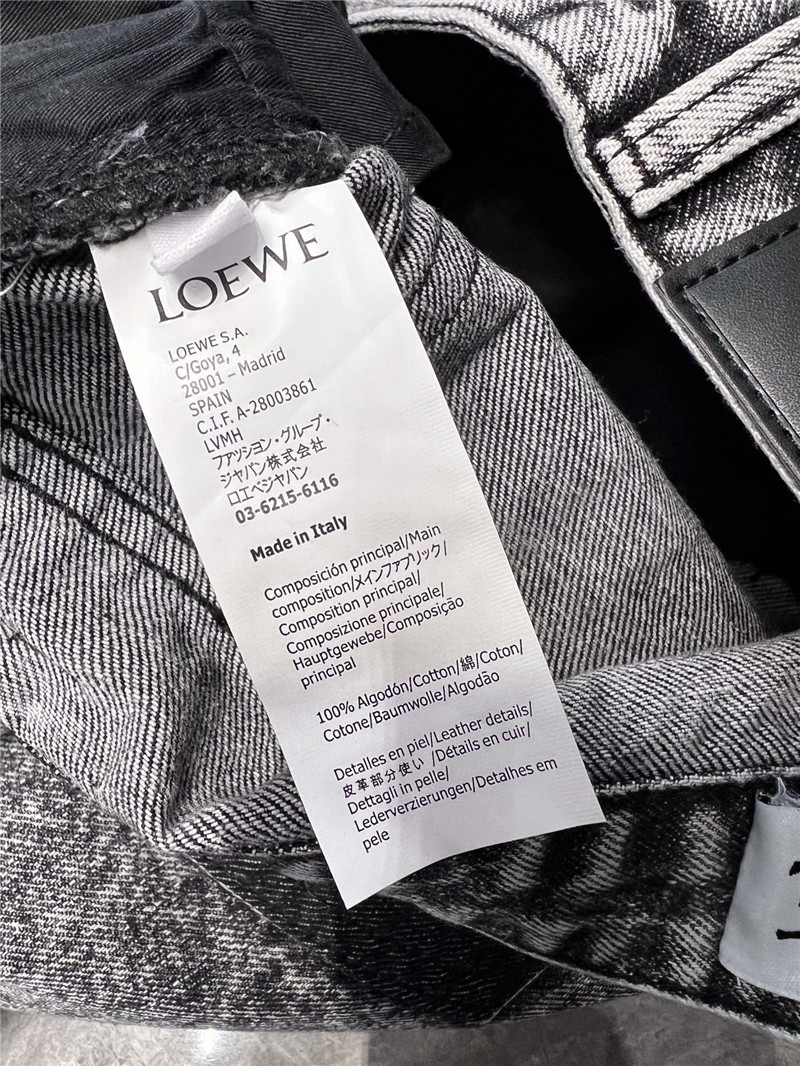 LOEWE
LOEWE S.A.
C/Goya, 4
28001 – Madrid
SPAIN
C.I.F. A-28003861
LVMH
ファッション・グループ・
ジャパン株式会社
ロエベジャパン
03-6215-6116
Made in Italy
Composición principal/Main
composition/メインファブリック/
Composition principal/
Composizione principale/
Hauptgewebe/Composição
principal
100% Algodón/Cotton/綿/Coton/
Cotone/Baumwolle/Algodão
Detalles en piel/Leather details/
皮革部分使い /Détails en cuir/
Dettagli in pelle/
Lederverzierungen/Detalhes em
pele